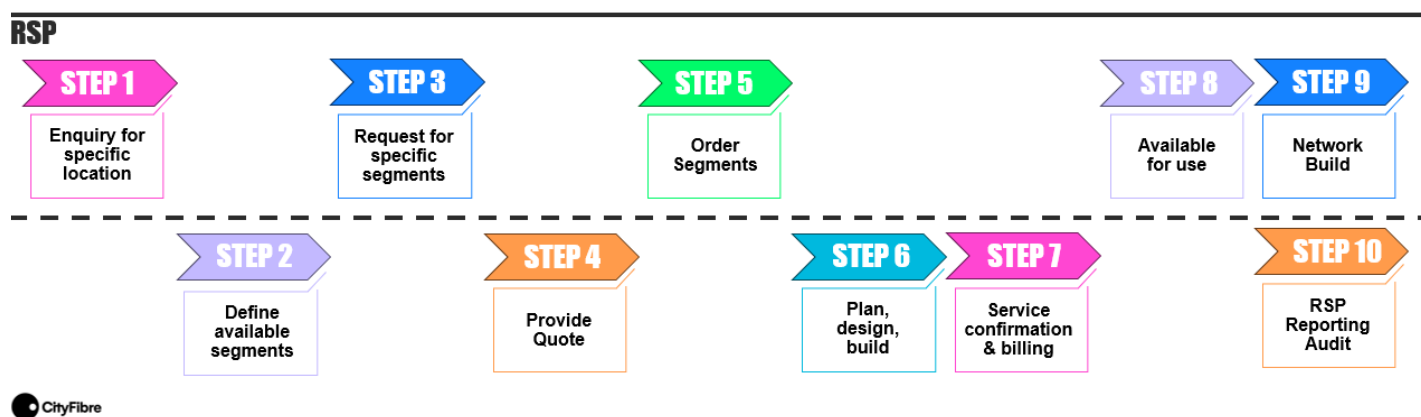 RSP
STEP 1
Enquiry for
specific
location
STEP 3
Request for
specific
segments
STEP 5
Order
Segments
STEP 8
Available
for use
STEP 9
Network
Build
STEP 2
Define
available
segments
STEP 4
Provide
Quote
STEP 6
Plan,
design,
build
STEP 7
Service
confirmation
& billing
STEP 10
RSP
Reporting
Audit
CityFibre